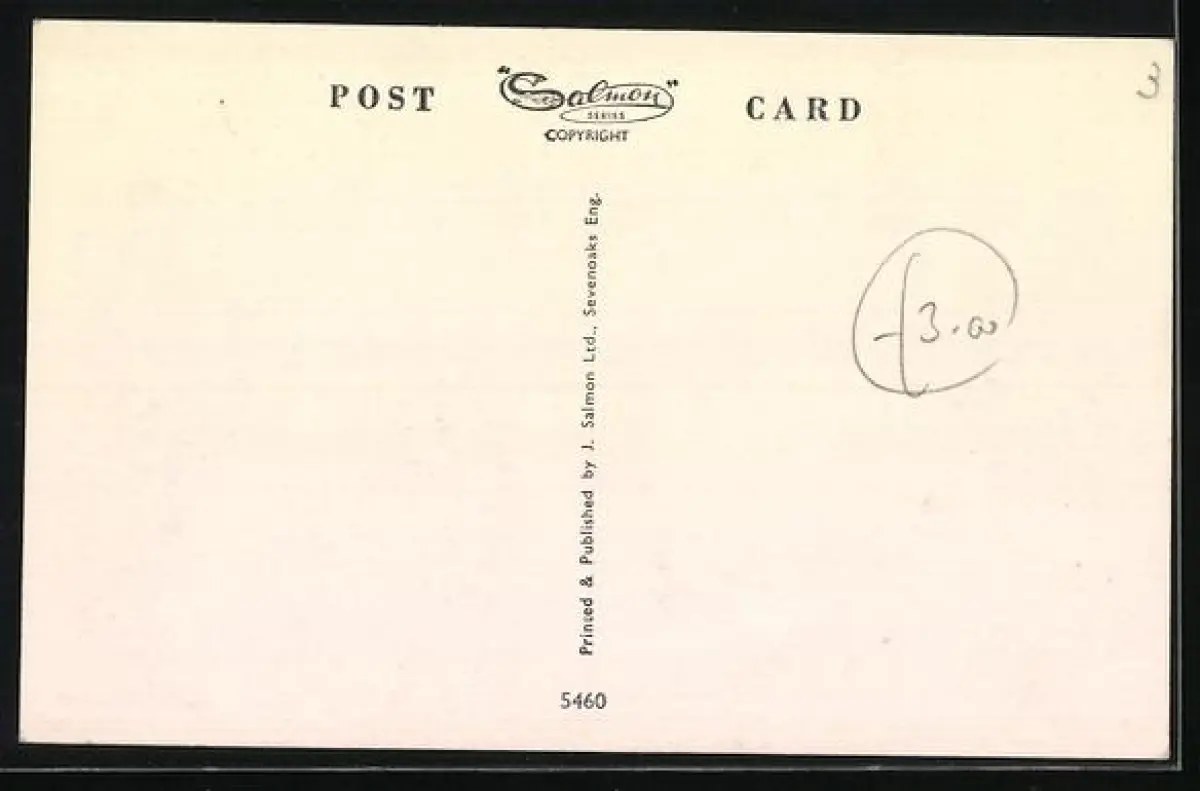 POST "Salmon" CARD
SERIES
COPYRIGHT
3
Printed & Published by J. Salmon Ltd., Sevenoaks Eng.
£3.00
5460